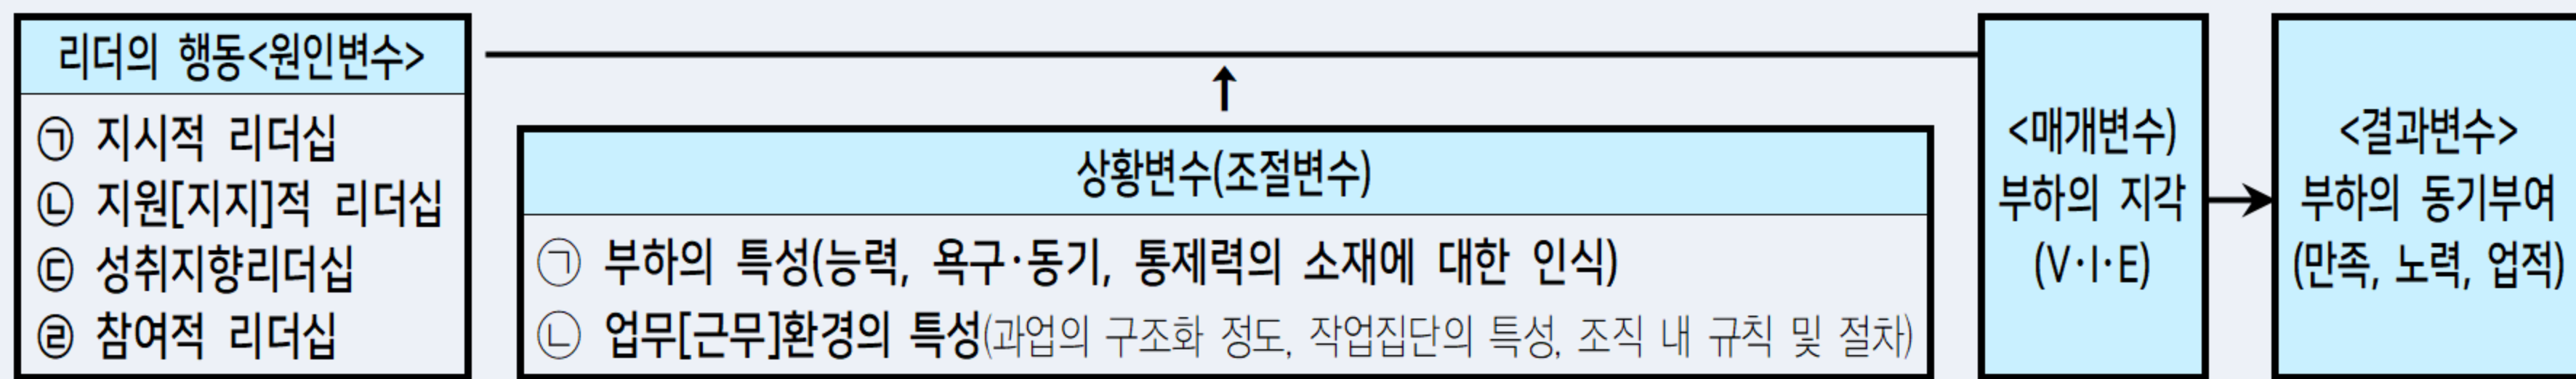 리더의 행동<원인변수>
㉠ 지시적 리더십
㉡ 지원[지지]적 리더십
㉢ 성취지향리더십
㉣ 참여적 리더십
상황변수(조절변수)
㉠ 부하의 특성(능력, 욕구·동기, 통제력의 소재에 대한 인식)
㉡ 업무[근무]환경의 특성(과업의 구조화 정도, 작업집단의 특성, 조직 내 규칙 및 절차)
<매개변수)
부하의 지각
(V·I·E)
<결과변수>
부하의 동기부여
(만족, 노력, 업적)